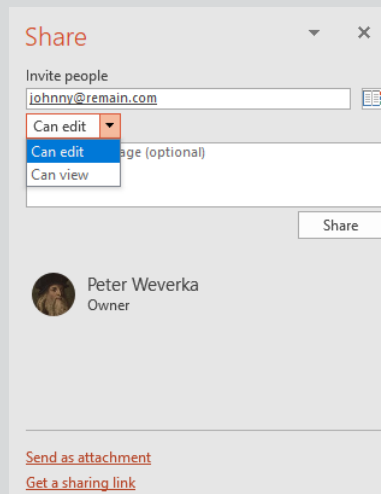 Share
Invite people
johnny@remain.com
Can edit
Can edit
age (optional)
Can view
Share
Peter Weverka
Owner
Send as attachment
Get a sharing link